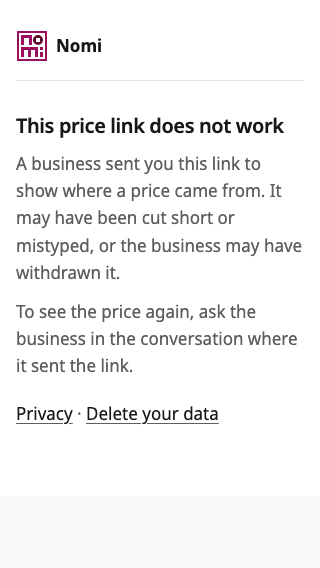 nomi
Nomi
This price link does not work
A business sent you this link to
show where a price came from. It
may have been cut short or
mistyped, or the business may have
withdrawn it.
To see the price again, ask the
business in the conversation where
it sent the link.
Privacy · Delete your data